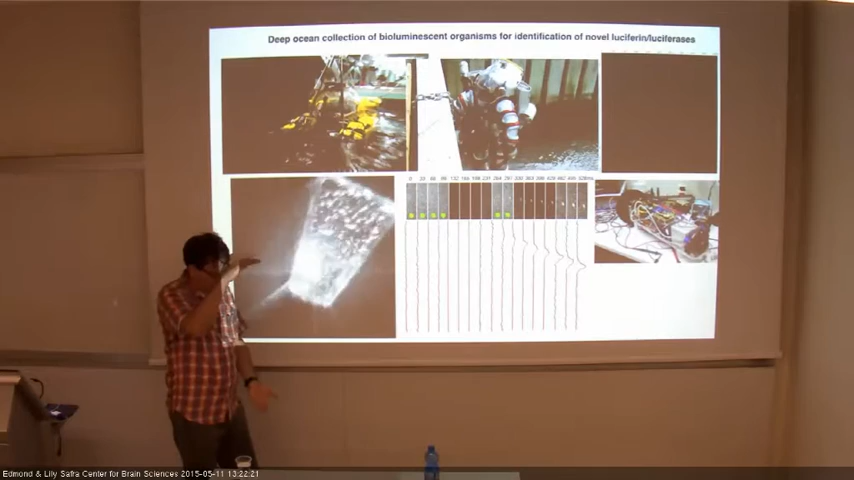 Deep ocean collection of bioluminescent organisms for identification of novel luciferin/luciferases
Edmond & Lily Safra Center for Brain Sciences 2015-05-11 13:22:21